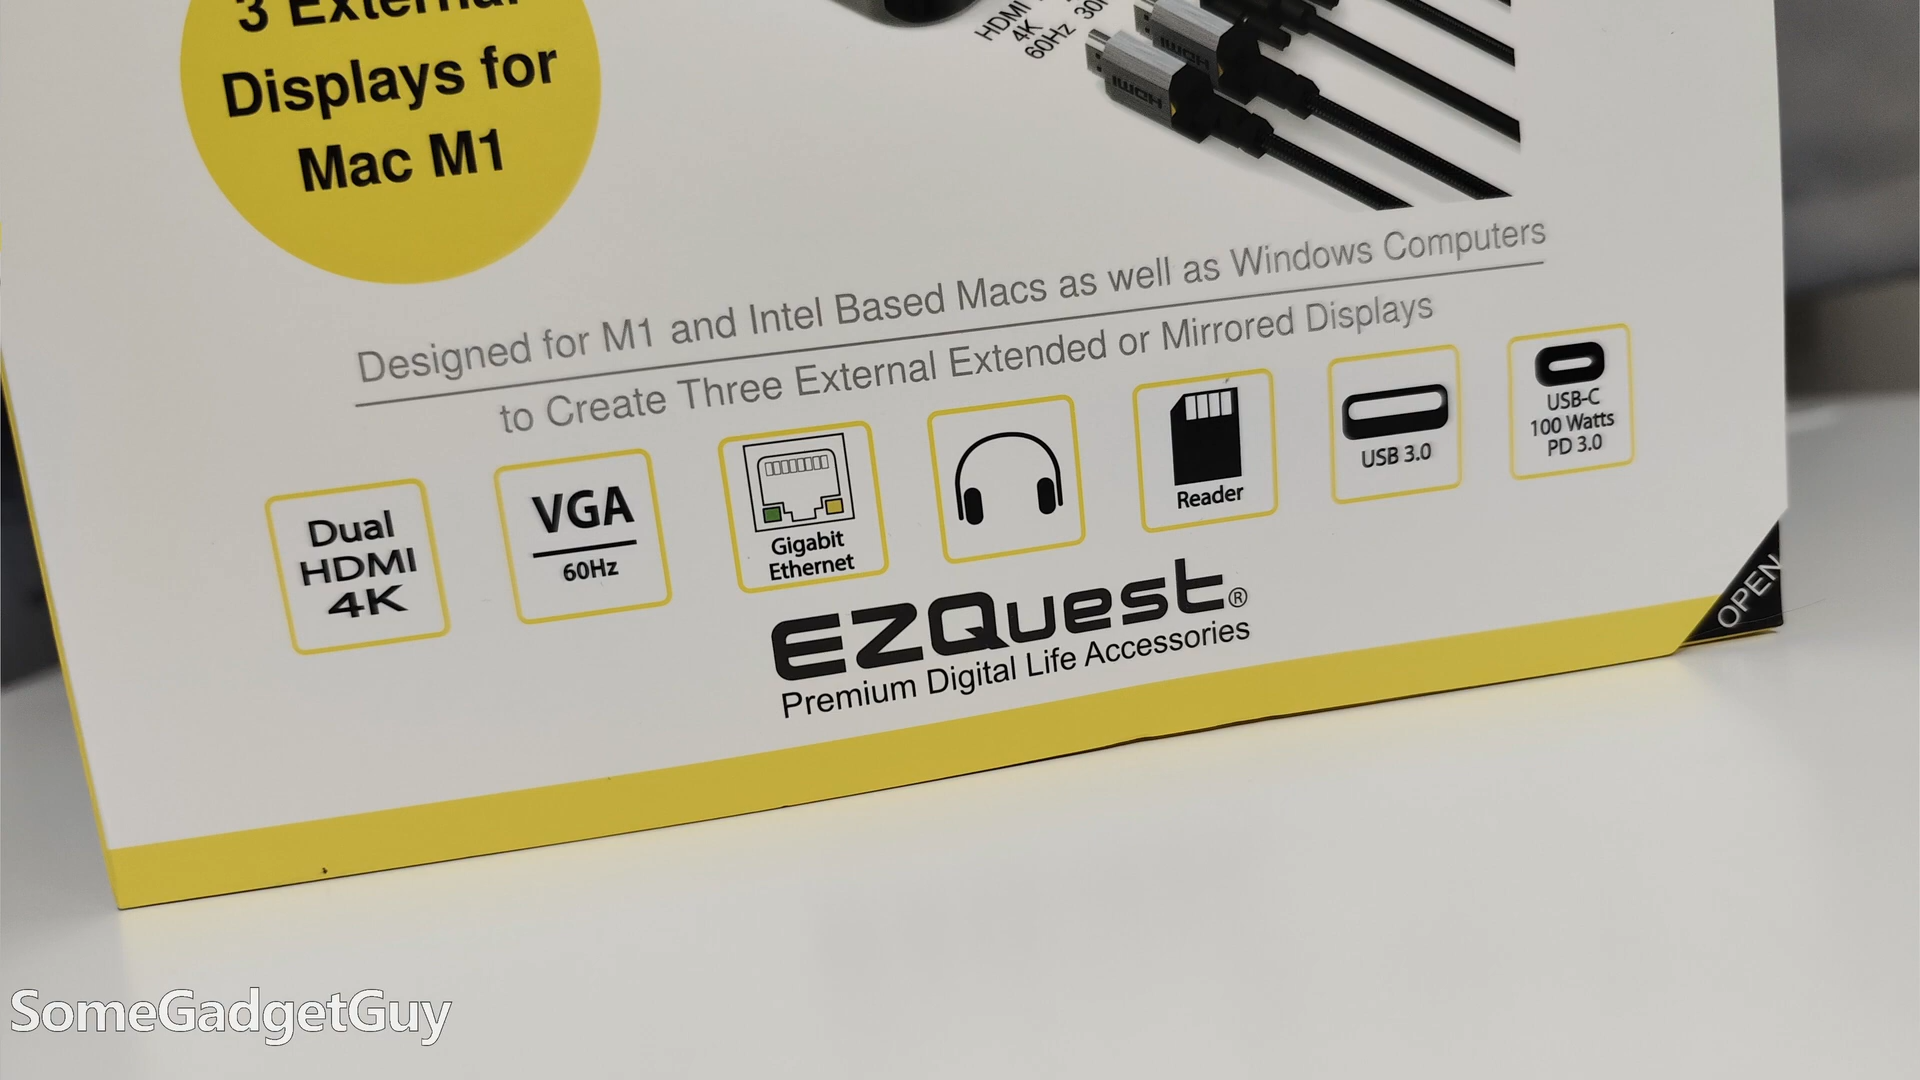 3 External
Displays for
Mac M1
HDMI
4K
60Hz
HDMI
HDMI
Designed for M1 and Intel Based Macs as well as Windows Computers
to Create Three External Extended or Mirrored Displays
Dual
HDMI
4K
VGA
60Hz
Gigabit
Ethernet
Reader
USB 3.0
USB-C
100 Watts
PD 3.0
EZQuest®
Premium Digital Life Accessories
OPEN
SomeGadgetGuy